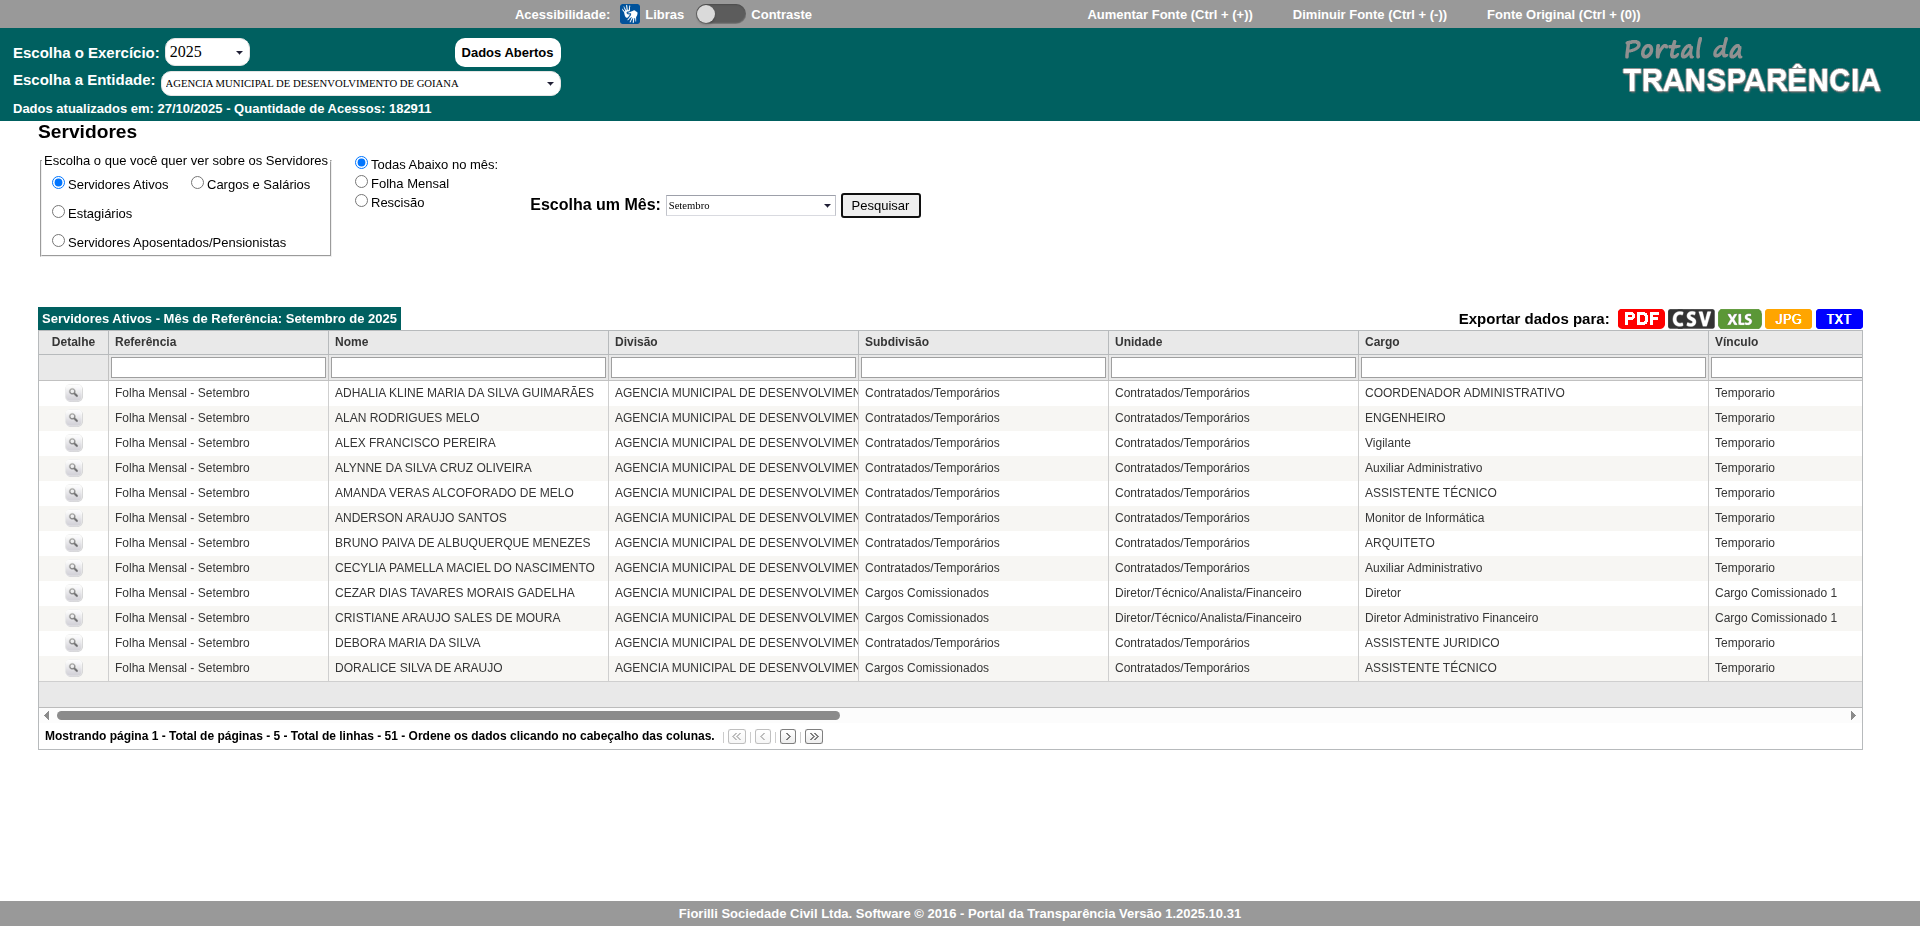 Acessibilidade: Libras Contraste Aumentar Fonte (Ctrl + (+)) Diminuir Fonte (Ctrl + (-)) Fonte Original (Ctrl + (0))
Escolha o Exercício: 2025 Dados Abertos
Escolha a Entidade: AGENCIA MUNICIPAL DE DESENVOLVIMENTO DE GOIANA
Dados atualizados em: 27/10/2025 - Quantidade de Acessos: 182911
Portal da
TRANSPARÊNCIA
Servidores
Escolha o que você quer ver sobre os Servidores
Servidores Ativos Cargos e Salários
Estagiários
Servidores Aposentados/Pensionistas
Todas Abaixo no mês:
Folha Mensal
Rescisão
Escolha um Mês: Setembro Pesquisar
Servidores Ativos - Mês de Referência: Setembro de 2025 Exportar dados para: PDF CSV XLS JPG TXT
Detalhe Referência Nome Divisão Subdivisão Unidade Cargo Vínculo
Folha Mensal - Setembro ADHALIA KLINE MARIA DA SILVA GUIMARÃES AGENCIA MUNICIPAL DE DESENVOLVIMEN Contratados/Temporários Contratados/Temporários COORDENADOR ADMINISTRATIVO Temporario
Folha Mensal - Setembro ALAN RODRIGUES MELO AGENCIA MUNICIPAL DE DESENVOLVIMEN Contratados/Temporários Contratados/Temporários ENGENHEIRO Temporario
Folha Mensal - Setembro ALEX FRANCISCO PEREIRA AGENCIA MUNICIPAL DE DESENVOLVIMEN Contratados/Temporários Contratados/Temporários Vigilante Temporario
Folha Mensal - Setembro ALYNNE DA SILVA CRUZ OLIVEIRA AGENCIA MUNICIPAL DE DESENVOLVIMEN Contratados/Temporários Contratados/Temporários Auxiliar Administrativo Temporario
Folha Mensal - Setembro AMANDA VERAS ALCOFORADO DE MELO AGENCIA MUNICIPAL DE DESENVOLVIMEN Contratados/Temporários Contratados/Temporários ASSISTENTE TÉCNICO Temporario
Folha Mensal - Setembro ANDERSON ARAUJO SANTOS AGENCIA MUNICIPAL DE DESENVOLVIMEN Contratados/Temporários Contratados/Temporários Monitor de Informática Temporario
Folha Mensal - Setembro BRUNO PAIVA DE ALBUQUERQUE MENEZES AGENCIA MUNICIPAL DE DESENVOLVIMEN Contratados/Temporários Contratados/Temporários ARQUITETO Temporario
Folha Mensal - Setembro CECYLIA PAMELLA MACIEL DO NASCIMENTO AGENCIA MUNICIPAL DE DESENVOLVIMEN Contratados/Temporários Contratados/Temporários Auxiliar Administrativo Temporario
Folha Mensal - Setembro CEZAR DIAS TAVARES MORAIS GADELHA AGENCIA MUNICIPAL DE DESENVOLVIMEN Cargos Comissionados Diretor/Técnico/Analista/Financeiro Diretor Cargo Comissionado 1
Folha Mensal - Setembro CRISTIANE ARAUJO SALES DE MOURA AGENCIA MUNICIPAL DE DESENVOLVIMEN Cargos Comissionados Diretor/Técnico/Analista/Financeiro Diretor Administrativo Financeiro Cargo Comissionado 1
Folha Mensal - Setembro DEBORA MARIA DA SILVA AGENCIA MUNICIPAL DE DESENVOLVIMEN Contratados/Temporários Contratados/Temporários ASSISTENTE JURIDICO Temporario
Folha Mensal - Setembro DORALICE SILVA DE ARAUJO AGENCIA MUNICIPAL DE DESENVOLVIMEN Cargos Comissionados Contratados/Temporários ASSISTENTE TÉCNICO Temporario
Mostrando página 1 - Total de páginas - 5 - Total de linhas - 51 - Ordene os dados clicando no cabeçalho das colunas.
Fiorilli Sociedade Civil Ltda. Software © 2016 - Portal da Transparência Versão 1.2025.10.31